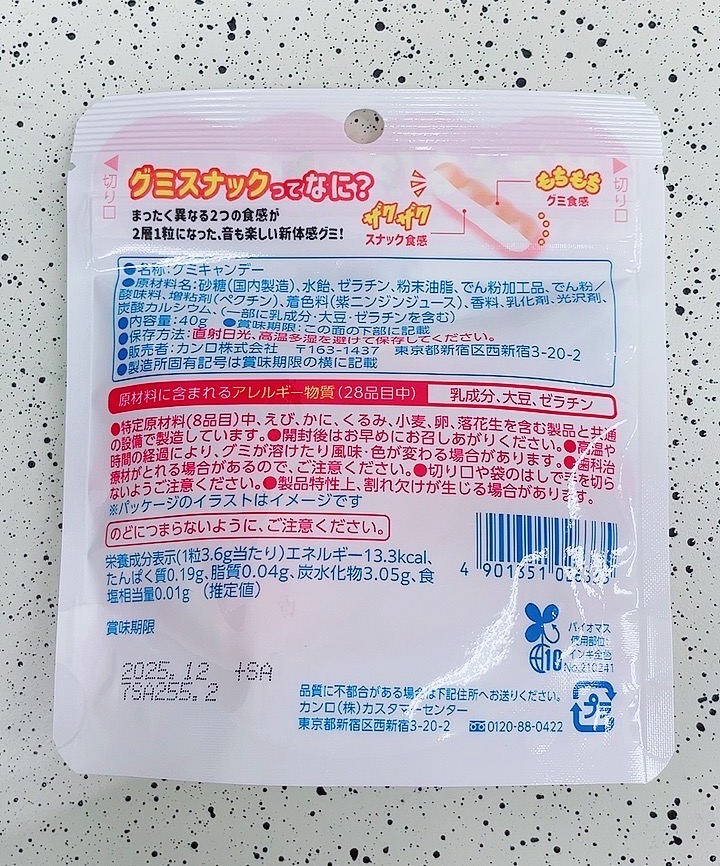 切り口
切り口
グミスナックってなに?
まったく異なる2つの食感が
2層1粒になった、音も楽しい新体感グミ!
ザクザク
スナック食感
もちもち
グミ食感
●名称:グミキャンデー
●原材料名:砂糖(国内製造)、水飴、ゼラチン、粉末油脂、でん粉加工品、でん粉/
酸味料、増粘剤(ペクチン)、着色料(紫ニンジンジュース)、香料、乳化剤、光沢剤、
炭酸カルシウム、(一部に乳成分・大豆・ゼラチンを含む)
●内容量:40g ●賞味期限:この面の下部に記載
●保存方法:直射日光、高温多湿を避けて保存してください。
●販売者:カンロ株式会社 〒163-1437 東京都新宿区西新宿3-20-2
●製造所固有記号は賞味期限の横に記載
原材料に含まれるアレルギー物質(28品目中) 乳成分、大豆、ゼラチン
●特定原材料(8品目)中、えび、かに、くるみ、小麦、卵、落花生を含む製品と共通
の設備で製造しています。●開封後はお早めにお召しあがりください。●高温や
時間の経過により、グミが溶けたり風味・色が変わる場合があります。●歯科治
療材がとれる場合があるので、ご注意ください。●切り口や袋のはしで手を切ら
ないようご注意ください。●製品特性上、割れ欠けが生じる場合があります。
※パッケージのイラストはイメージです
のどにつまらないように、ご注意ください。
栄養成分表示(1粒3.6g当たり)エネルギー13.3kcal、
たんぱく質0.19g、脂質0.04g、炭水化物3.05g、食
塩相当量0.01g (推定値)
4 901351
賞味期限
2025.12 +SA
7SA255.2
バイオマス
使用部位:
インキ全色
No.210241
10
品質に不都合がある場合は下記住所へお送りください。
カンロ(株)カスタマーセンター
東京都新宿区西新宿3-20-2 0120-88-0422
プラ